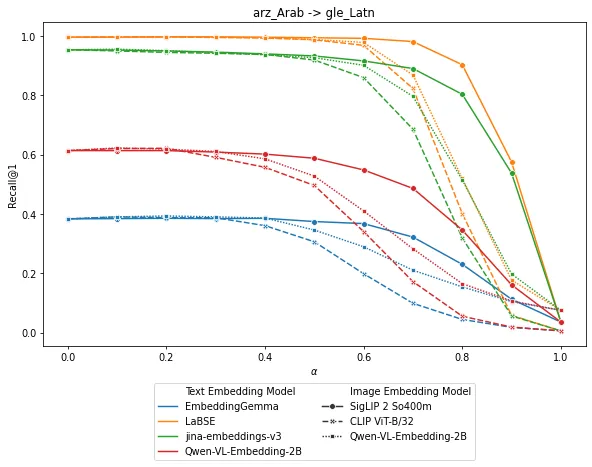 arz_Arab -> gle_Latn
Recall@1
1.0
0.8
0.6
0.4
0.2
0.0
0.0 0.2 0.4 0.6 0.8 1.0
α
Text Embedding Model
EmbeddingGemma
LaBSE
jina-embeddings-v3
Qwen-VL-Embedding-2B
Image Embedding Model
SigLIP 2 So400m
CLIP ViT-B/32
Qwen-VL-Embedding-2B